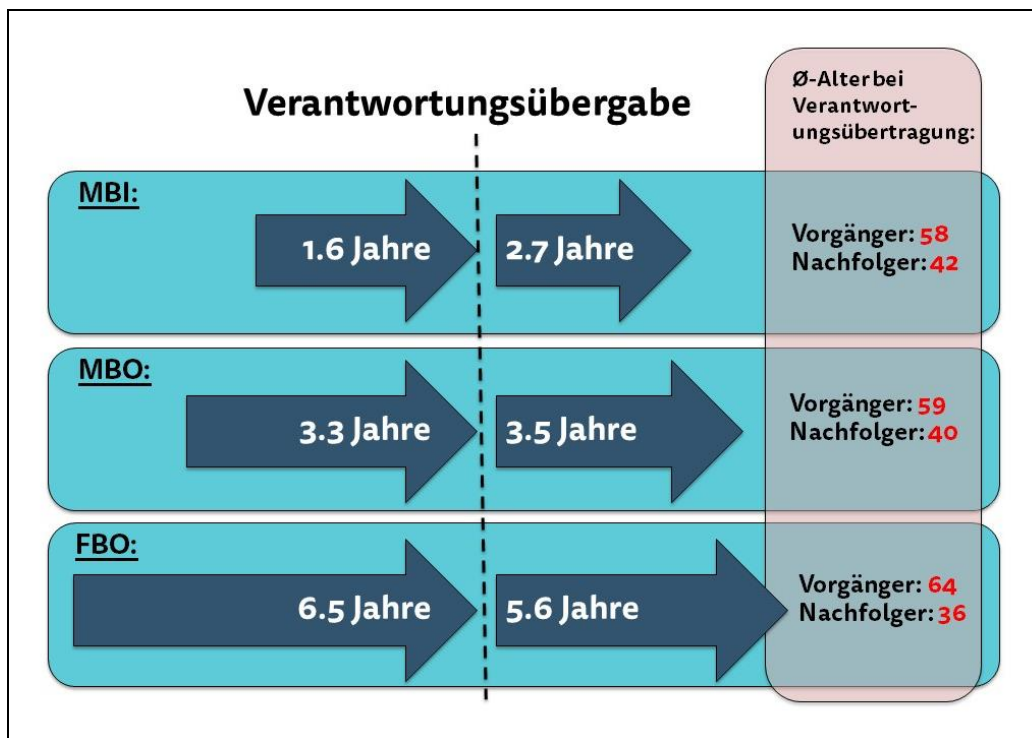 Verantwortungsübergabe
Ø-Alter bei
Verantwort-
ungsübertragung:
MBI:
1.6 Jahre
2.7 Jahre
Vorgänger: 58
Nachfolger: 42
MBO:
3.3 Jahre
3.5 Jahre
Vorgänger: 59
Nachfolger: 40
FBO:
6.5 Jahre
5.6 Jahre
Vorgänger: 64
Nachfolger: 36